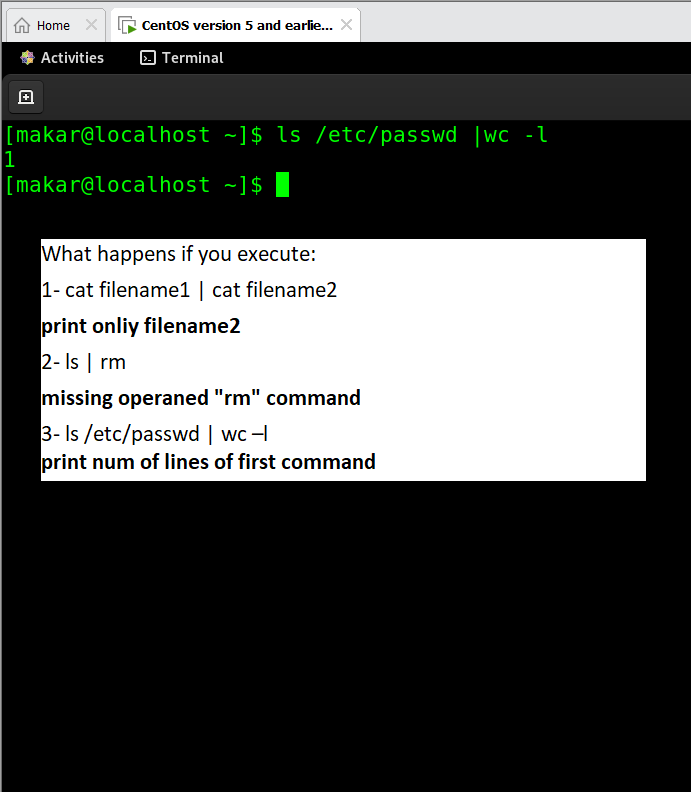 Home
CentOS version 5 and earlie...
Activities
Terminal
[makar@localhost ~]$ ls /etc/passwd |wc -l
1
[makar@localhost ~]$
What happens if you execute:
1- cat filename1 | cat filename2
print onliy filename2
2- ls | rm
missing operaned "rm" command
3- ls /etc/passwd | wc –l
print num of lines of first command